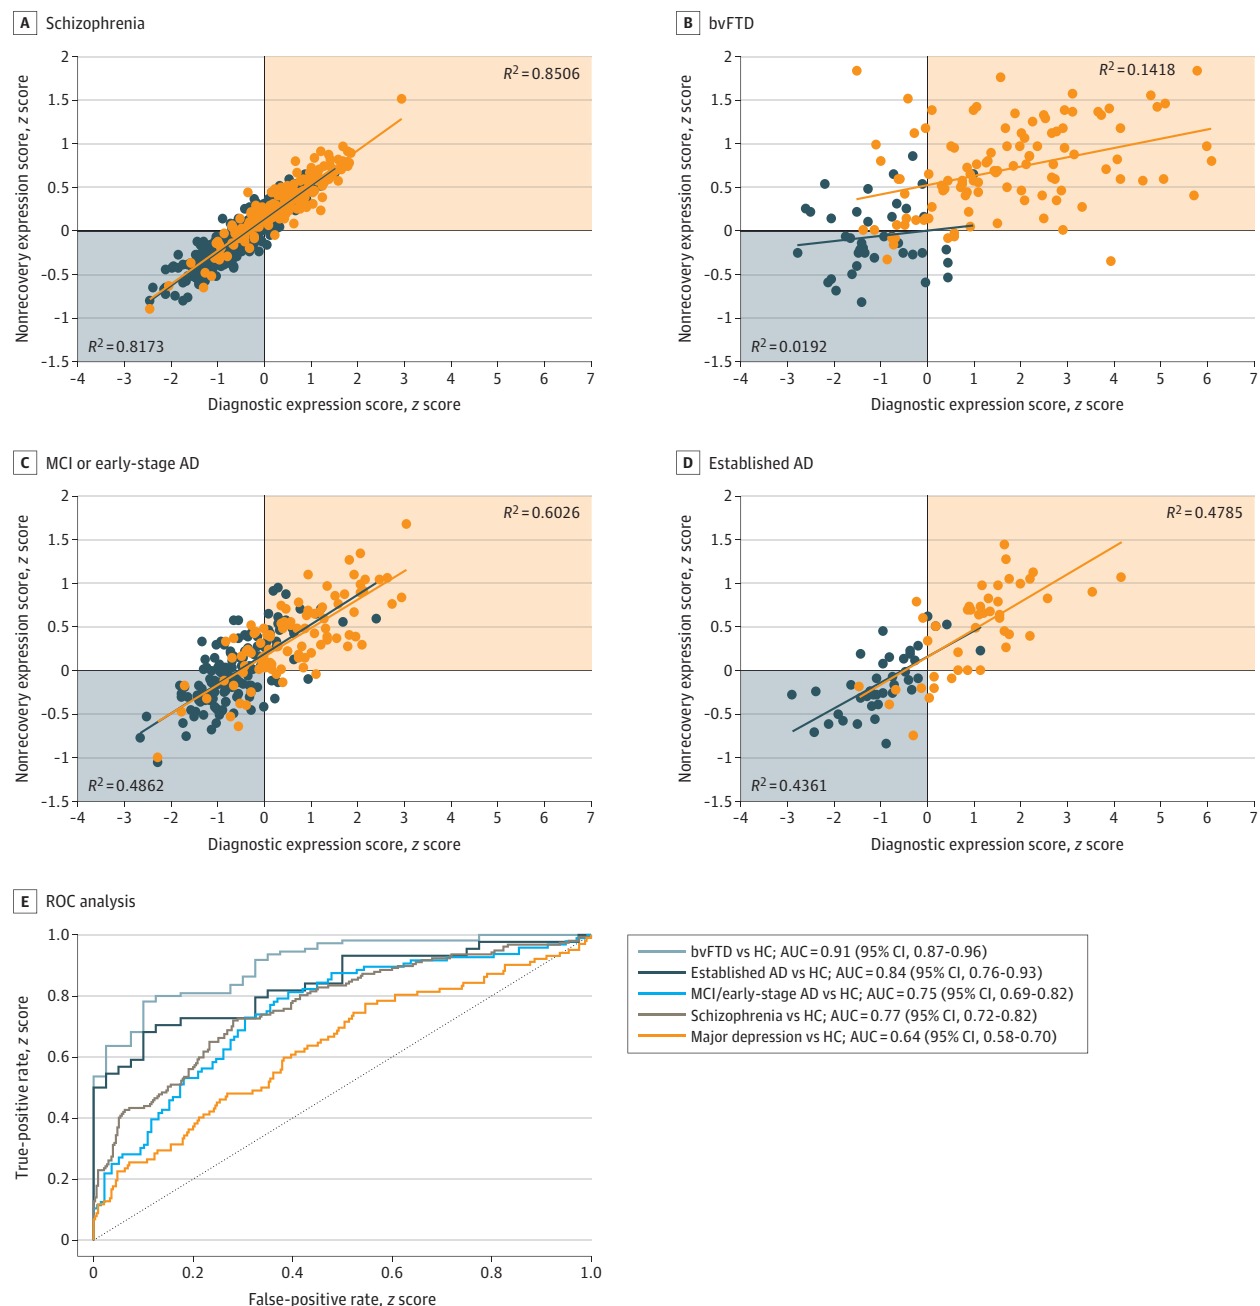 A Schizophrenia
Nonrecovery expression score, z score
2
1.5
1
0.5
0
-0.5
-1
-1.5
R² = 0.8506
R² = 0.8173
-4 -3 -2 -1 0 1 2 3 4 5 6 7
Diagnostic expression score, z score
B bvFTD
Nonrecovery expression score, z score
2
1.5
1
0.5
0
-0.5
-1
-1.5
R² = 0.1418
R² = 0.0192
-4 -3 -2 -1 0 1 2 3 4 5 6 7
Diagnostic expression score, z score
C MCI or early-stage AD
Nonrecovery expression score, z score
2
1.5
1
0.5
0
-0.5
-1
-1.5
R² = 0.6026
R² = 0.4862
-4 -3 -2 -1 0 1 2 3 4 5 6 7
Diagnostic expression score, z score
D Established AD
Nonrecovery expression score, z score
2
1.5
1
0.5
0
-0.5
-1
-1.5
R² = 0.4785
R² = 0.4361
-4 -3 -2 -1 0 1 2 3 4 5 6 7
Diagnostic expression score, z score
E ROC analysis
True-positive rate, z score
1.0
0.8
0.6
0.4
0.2
0
0 0.2 0.4 0.6 0.8 1.0
False-positive rate, z score
bvFTD vs HC; AUC = 0.91 (95% CI, 0.87-0.96)
Established AD vs HC; AUC = 0.84 (95% CI, 0.76-0.93)
MCI/early-stage AD vs HC; AUC = 0.75 (95% CI, 0.69-0.82)
Schizophrenia vs HC; AUC = 0.77 (95% CI, 0.72-0.82)
Major depression vs HC; AUC = 0.64 (95% CI, 0.58-0.70)